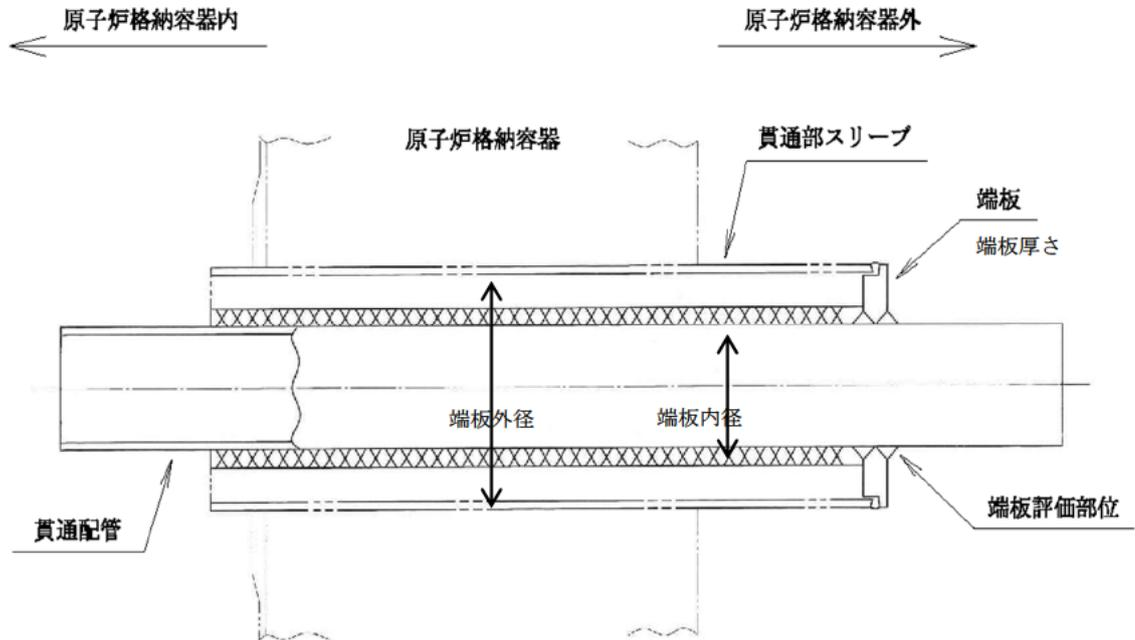 原子炉格納容器内
原子炉格納容器外
原子炉格納容器
貫通部スリーブ
端板
端板厚さ
端板外径
端板内径
貫通配管
端板評価部位